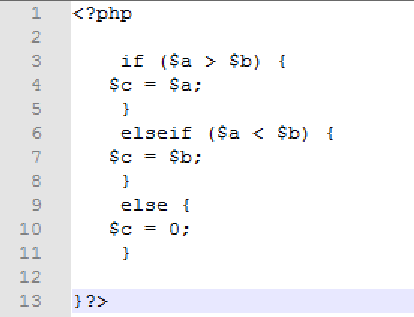 1 <?php
2
3 if ($a > $b) {
4 $c = $a;
5 }
6 elseif ($a < $b) {
7 $c = $b;
8 }
9 else {
10 $c = 0;
11 }
12
13 }?>